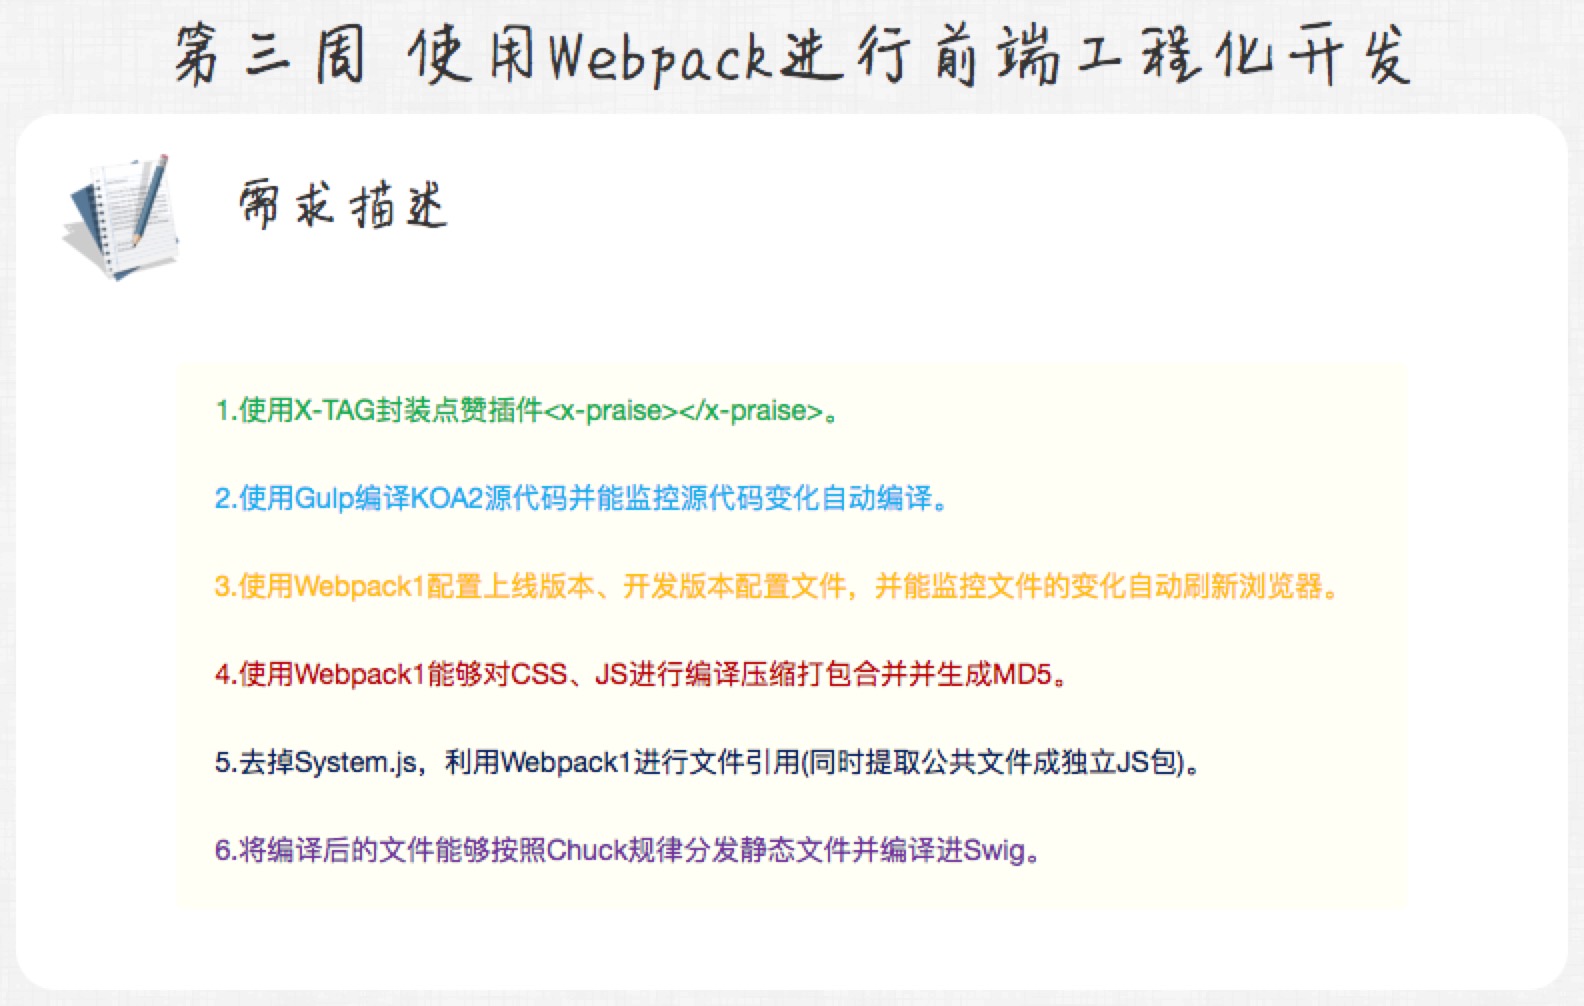 第三周 使用Webpack进行前端工程化开发
需求描述
1.使用X-TAG封装点赞插件<x-praise></x-praise>。
2.使用Gulp编译KOA2源代码并能监控源代码变化自动编译。
3.使用Webpack1配置上线版本、开发版本配置文件，并能监控文件的变化自动刷新浏览器。
4.使用Webpack1能够对CSS、JS进行编译压缩打包合并并生成MD5。
5.去掉System.js，利用Webpack1进行文件引用(同时提取公共文件成独立JS包)。
6.将编译后的文件能够按照Chuck规律分发静态文件并编译进Swig。